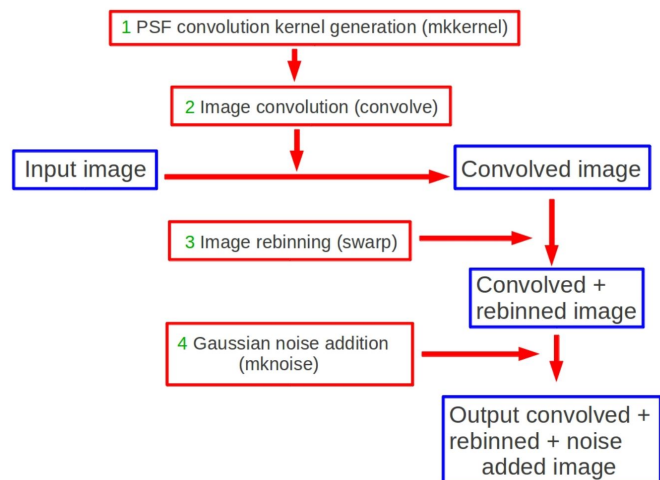 1 PSF convolution kernel generation (mkkernel)
2 Image convolution (convolve)
Input image
Convolved image
3 Image rebinning (swarp)
Convolved +
rebinned image
4 Gaussian noise addition
(mknoise)
Output convolved +
rebinned + noise
added image